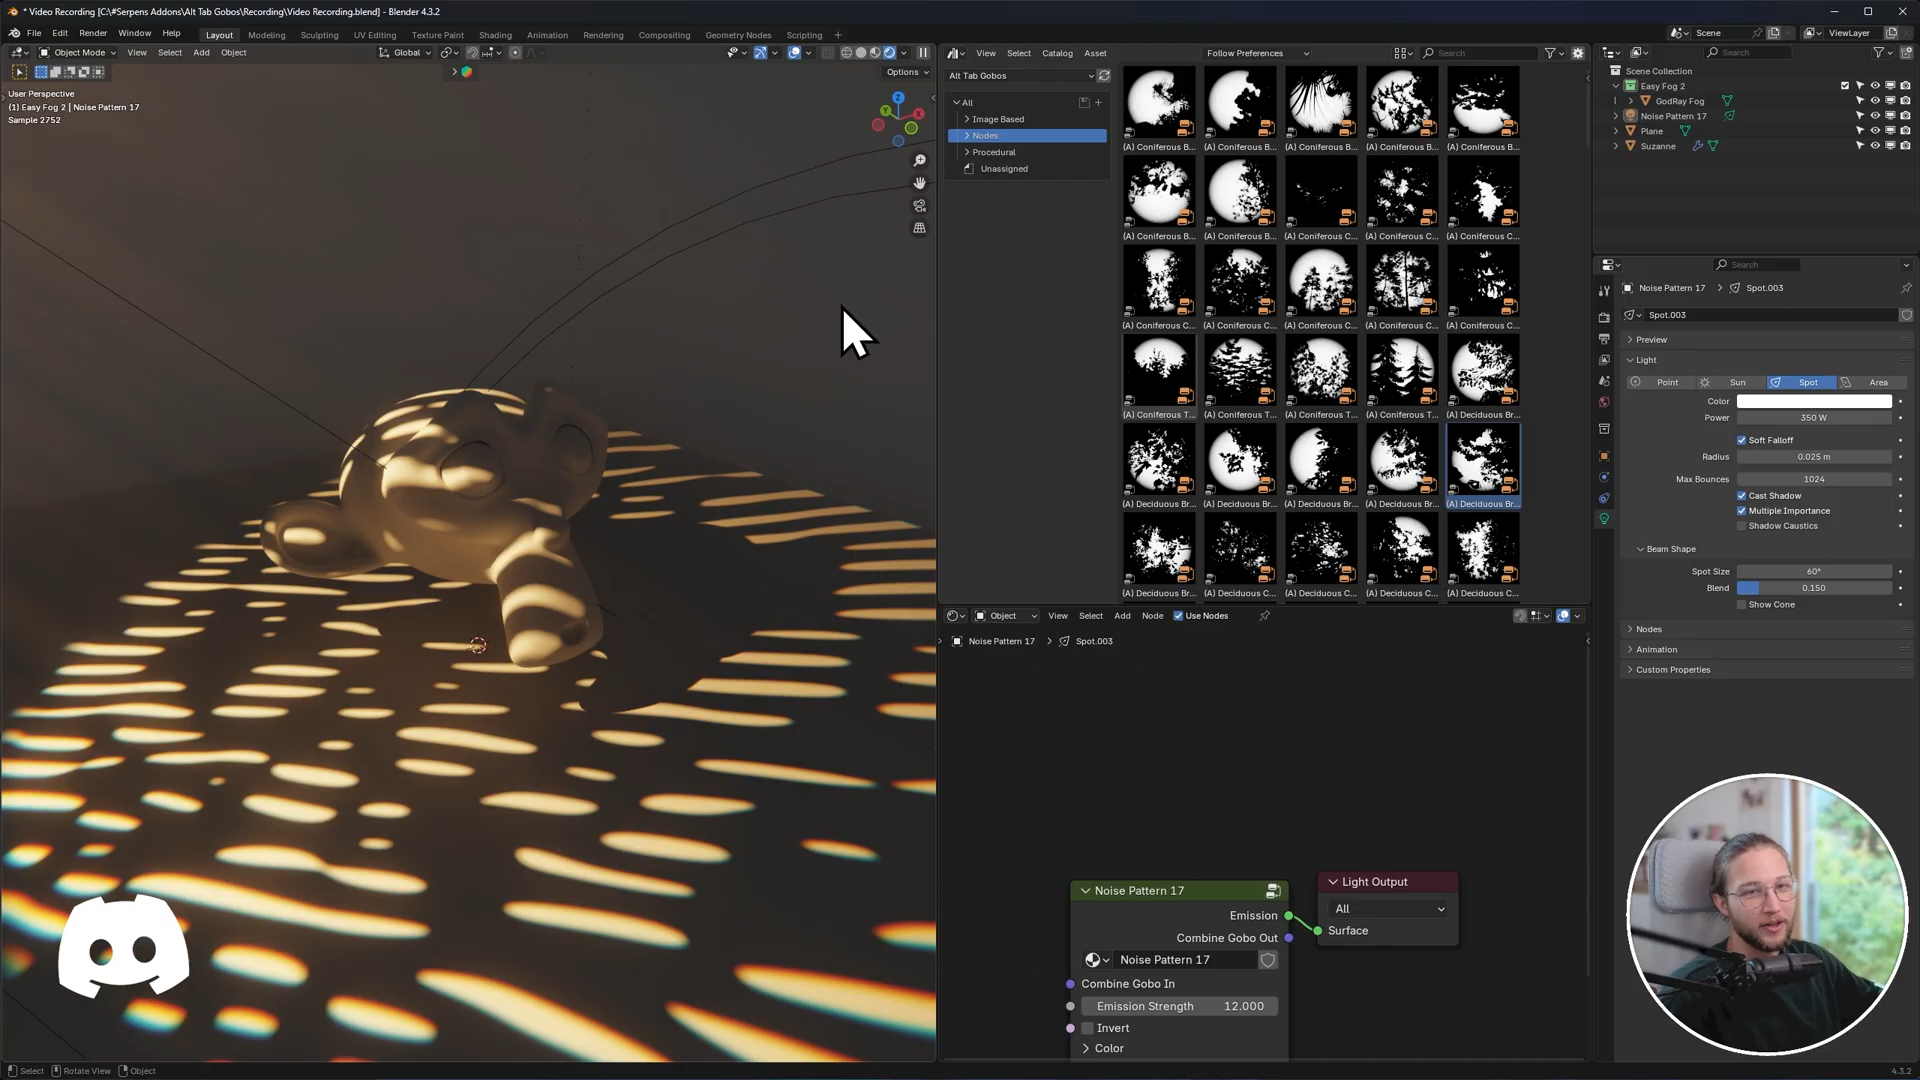 * Video Recording [C:\#Serpens Addons\Alt Tab Gobos\Recording\Video Recording.blend] - Blender 4.3.2
File Edit Render Window Help Layout Modeling Sculpting UV Editing Texture Paint Shading Animation Rendering Compositing Geometry Nodes Scripting +
Scene ViewLayer
Object Mode View Select Add Object Global
Options
User Perspective
(1) Easy Fog 2 | Noise Pattern 17
Sample 2752
Z
Y
X
View Select Catalog Asset Follow Preferences Search
Alt Tab Gobos
All
Image Based
Nodes
Procedural
Unassigned
(A) Coniferous B... (A) Coniferous B... (A) Coniferous B... (A) Coniferous B... (A) Coniferous B...
(A) Coniferous B... (A) Coniferous B... (A) Coniferous C... (A) Coniferous C... (A) Coniferous C...
(A) Coniferous C... (A) Coniferous C... (A) Coniferous C... (A) Coniferous C... (A) Coniferous C...
(A) Coniferous T... (A) Coniferous T... (A) Coniferous T... (A) Coniferous T... (A) Deciduous Br...
(A) Deciduous Br... (A) Deciduous Br... (A) Deciduous Br... (A) Deciduous Br... (A) Deciduous Br...
(A) Deciduous Br... (A) Deciduous C... (A) Deciduous C... (A) Deciduous C... (A) Deciduous C...
Object View Select Add Node Use Nodes
Noise Pattern 17 > Spot.003
Noise Pattern 17
Emission
Combine Gobo Out
Noise Pattern 17
Combine Gobo In
Emission Strength 12.000
Invert
Color
Light Output
All
Surface
Search
Scene Collection
Easy Fog 2
GodRay Fog
Noise Pattern 17
Plane
Suzanne
Search
Noise Pattern 17 > Spot.003
Spot.003
Preview
Light
Point Sun Spot Area
Color
Power 350 W
Soft Falloff
Radius 0.025 m
Max Bounces 1024
Cast Shadow
Multiple Importance
Shadow Caustics
Beam Shape
Spot Size 60°
Blend 0.150
Show Cone
Nodes
Animation
Custom Properties
Select Rotate View Object
4.3.2